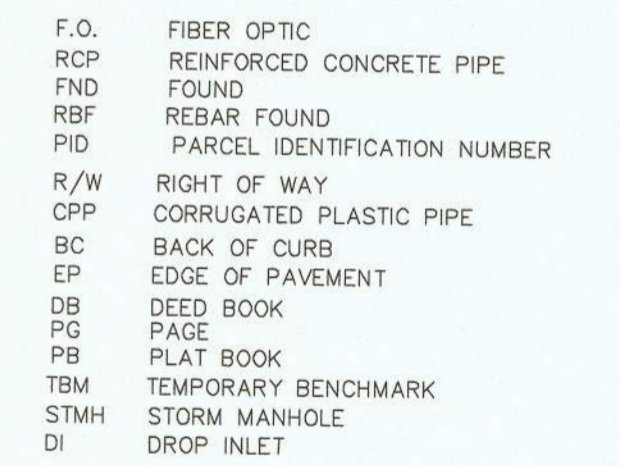 F.O. FIBER OPTIC
RCP REINFORCED CONCRETE PIPE
FND FOUND
RBF REBAR FOUND
PID PARCEL IDENTIFICATION NUMBER
R/W RIGHT OF WAY
CPP CORRUGATED PLASTIC PIPE
BC BACK OF CURB
EP EDGE OF PAVEMENT
DB DEED BOOK
PG PAGE
PB PLAT BOOK
TBM TEMPORARY BENCHMARK
STMH STORM MANHOLE
DI DROP INLET